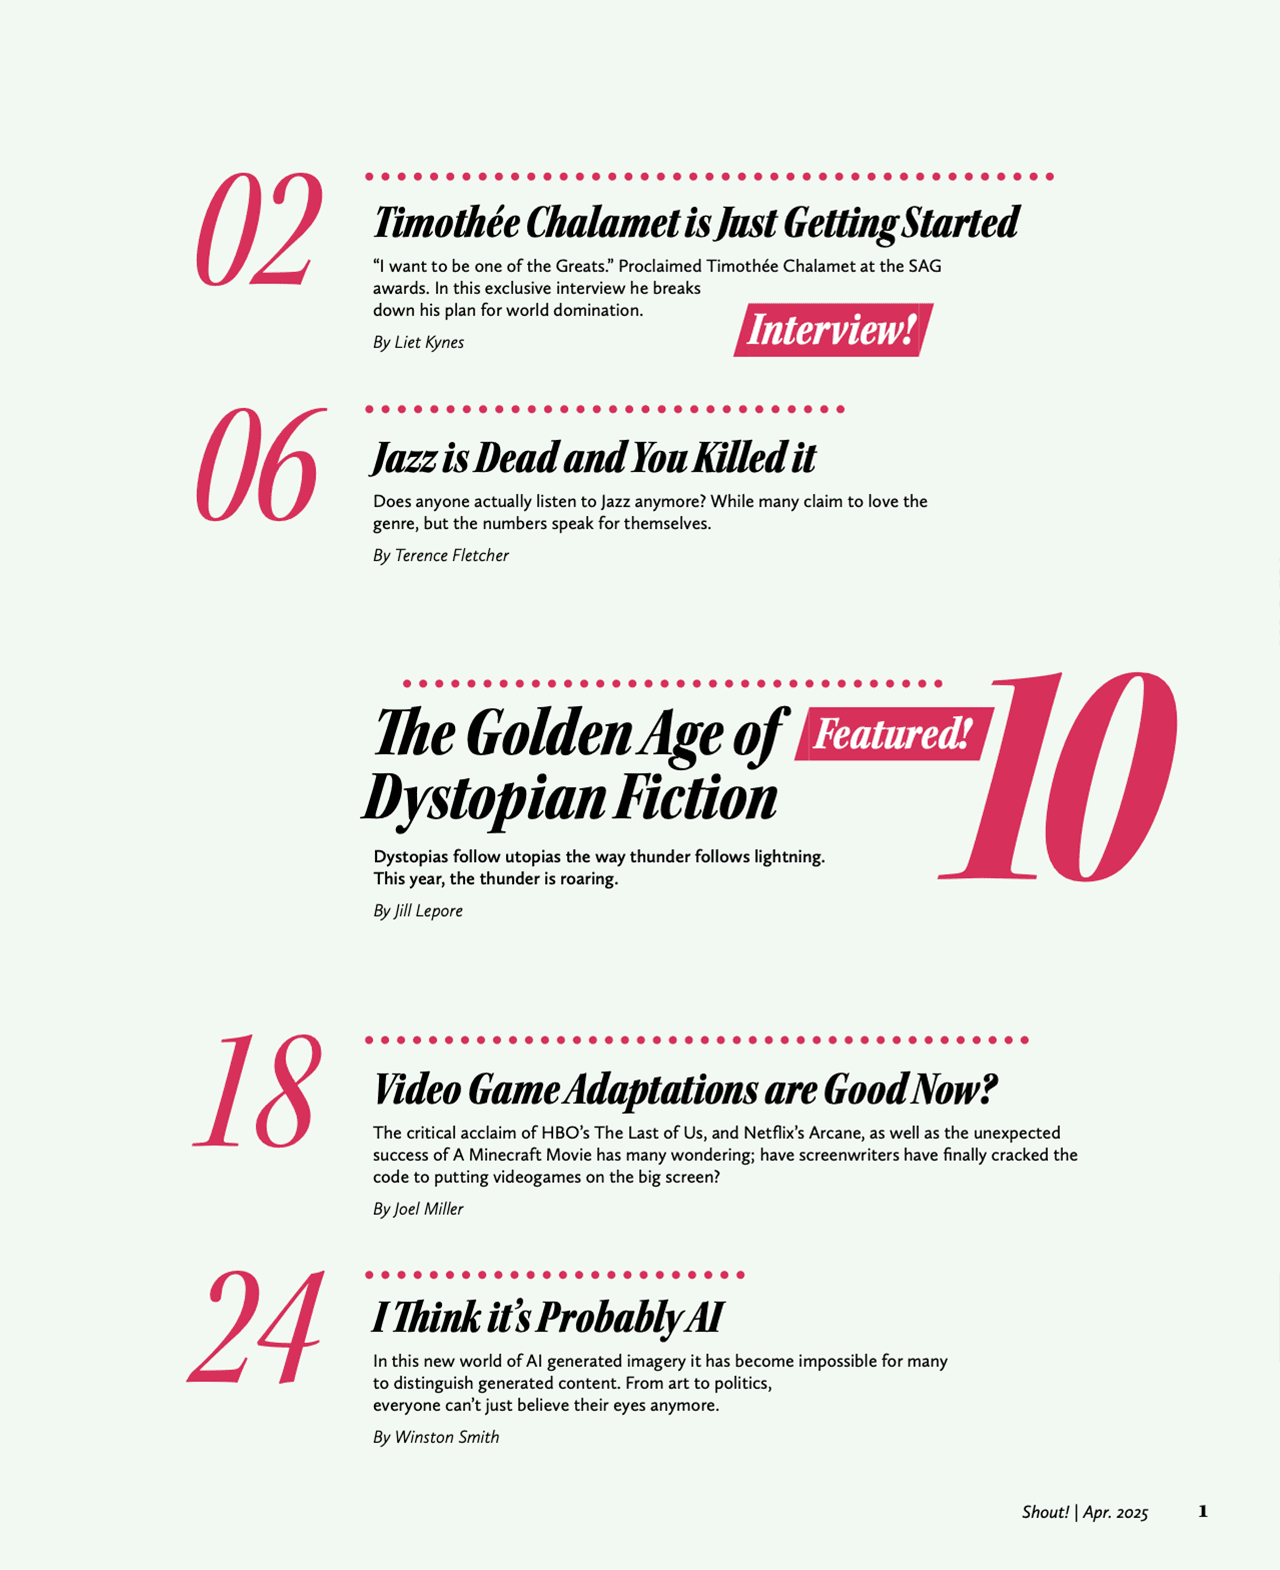 02
Timothée Chalamet is Just Getting Started
“I want to be one of the Greats.” Proclaimed Timothée Chalamet at the SAG
awards. In this exclusive interview he breaks
down his plan for world domination.
Interview!
By Liet Kynes
06
Jazz is Dead and You Killed it
Does anyone actually listen to Jazz anymore? While many claim to love the
genre, but the numbers speak for themselves.
By Terence Fletcher
10
The Golden Age of
Featured!
Dystopian Fiction
Dystopias follow utopias the way thunder follows lightning.
This year, the thunder is roaring.
By Jill Lepore
18
Video Game Adaptations are Good Now?
The critical acclaim of HBO’s The Last of Us, and Netflix’s Arcane, as well as the unexpected
success of A Minecraft Movie has many wondering; have screenwriters have finally cracked the
code to putting videogames on the big screen?
By Joel Miller
24
I Think it’s Probably AI
In this new world of AI generated imagery it has become impossible for many
to distinguish generated content. From art to politics,
everyone can’t just believe their eyes anymore.
By Winston Smith
Shout! | Apr. 2025 1